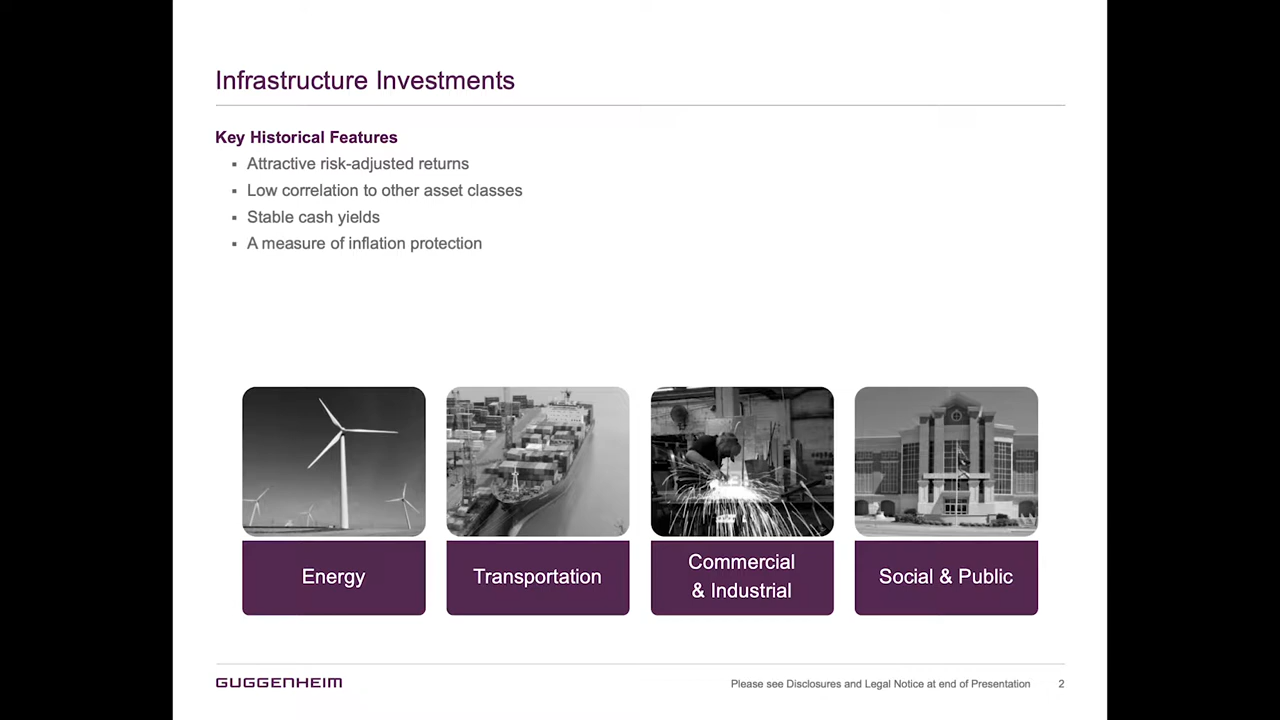 Infrastructure Investments
Key Historical Features
▪ Attractive risk-adjusted returns
▪ Low correlation to other asset classes
▪ Stable cash yields
▪ A measure of inflation protection
Energy
Transportation
Commercial
& Industrial
Social & Public
GUGGENHEIM
Please see Disclosures and Legal Notice at end of Presentation 2